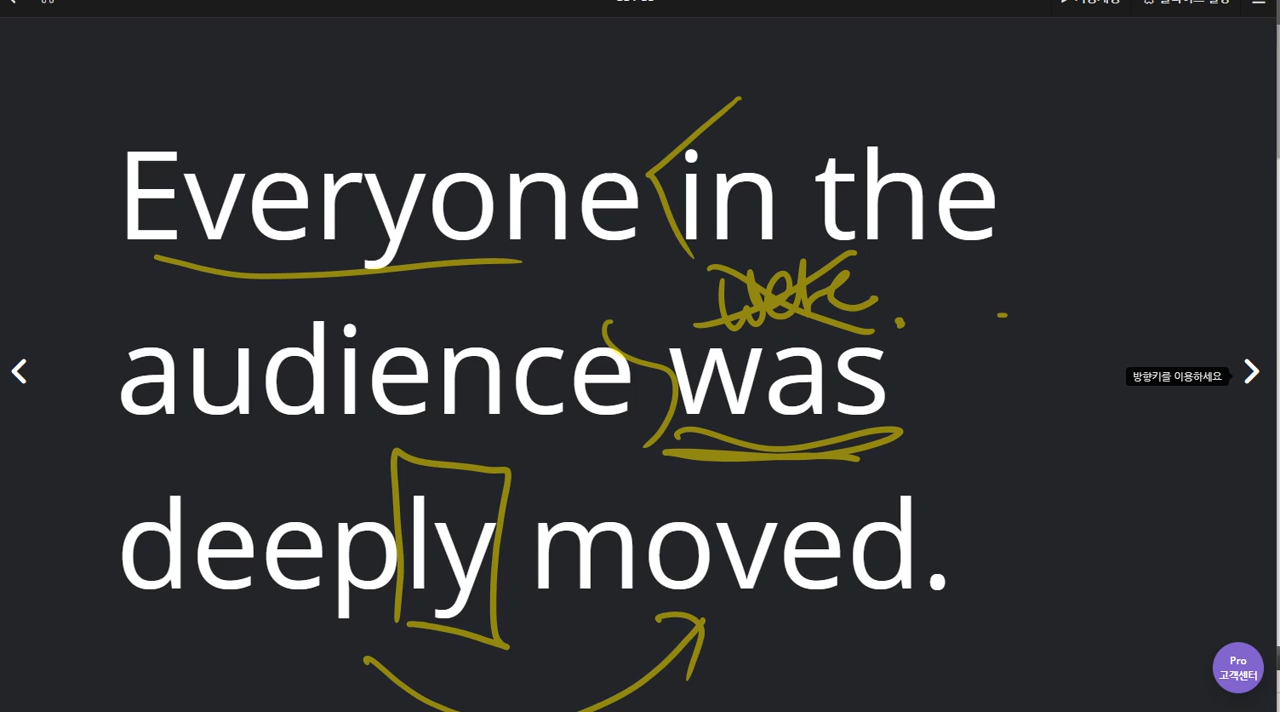 Everyone in the
were.
audience was
방향키를 이용하세요
deeply moved.
Pro
고객센터